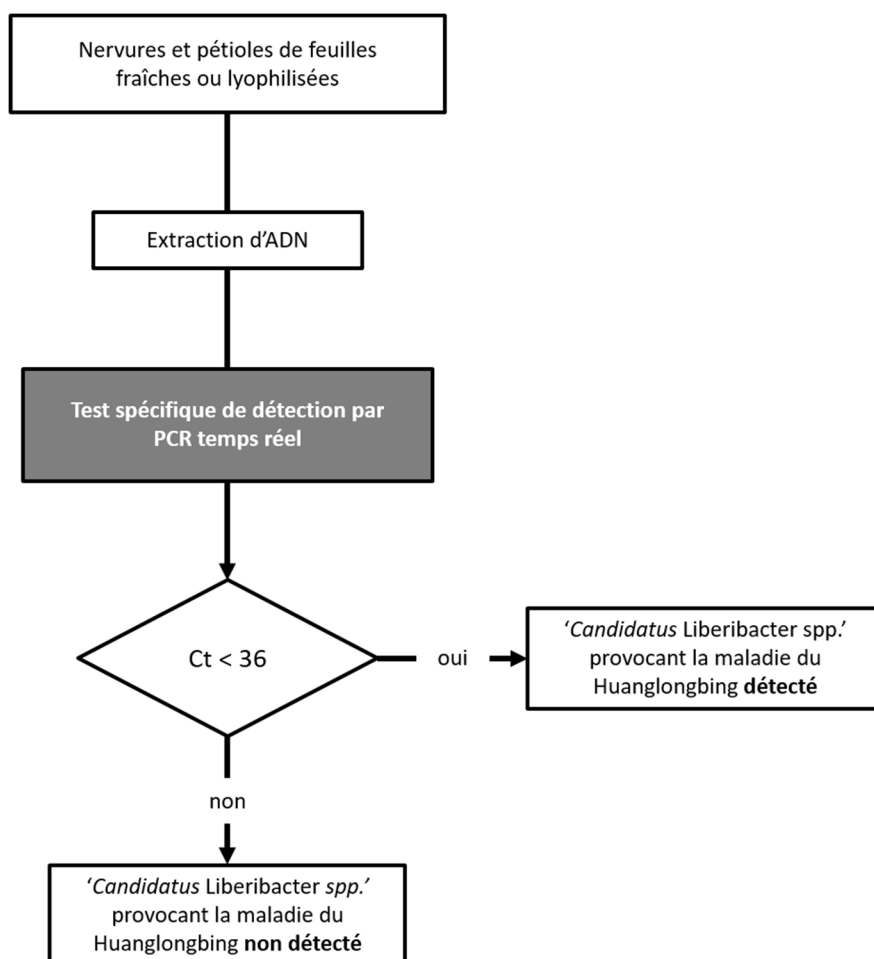 Nervures et pétioles de feuilles
fraîches ou lyophilisées
Extraction d’ADN
Test spécifique de détection par
PCR temps réel
Ct < 36
oui
‘Candidatus Liberibacter spp.’
provocant la maladie du
Huanglongbing détecté
non
‘Candidatus Liberibacter spp.’
provocant la maladie du
Huanglongbing non détecté